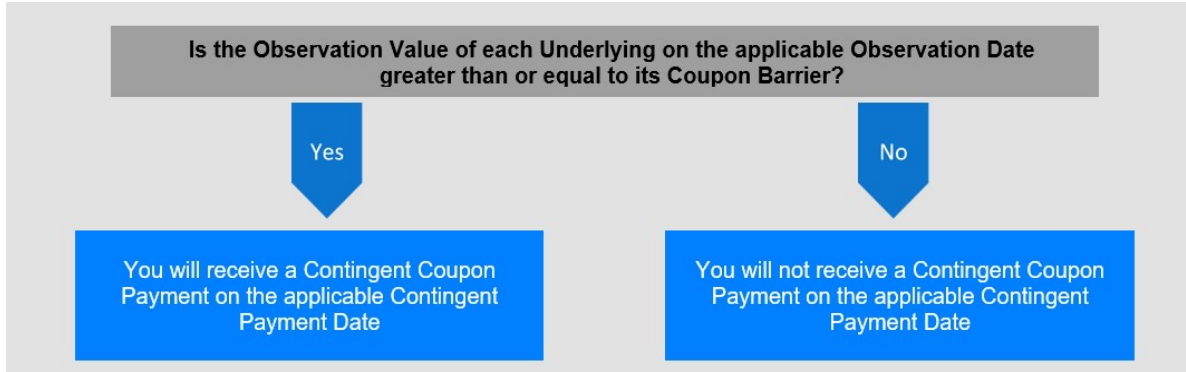 Is the Observation Value of each Underlying on the applicable Observation Date
greater than or equal to its Coupon Barrier?
Yes
No
You will receive a Contingent Coupon
Payment on the applicable Contingent
Payment Date
You will not receive a Contingent Coupon
Payment on the applicable Contingent
Payment Date